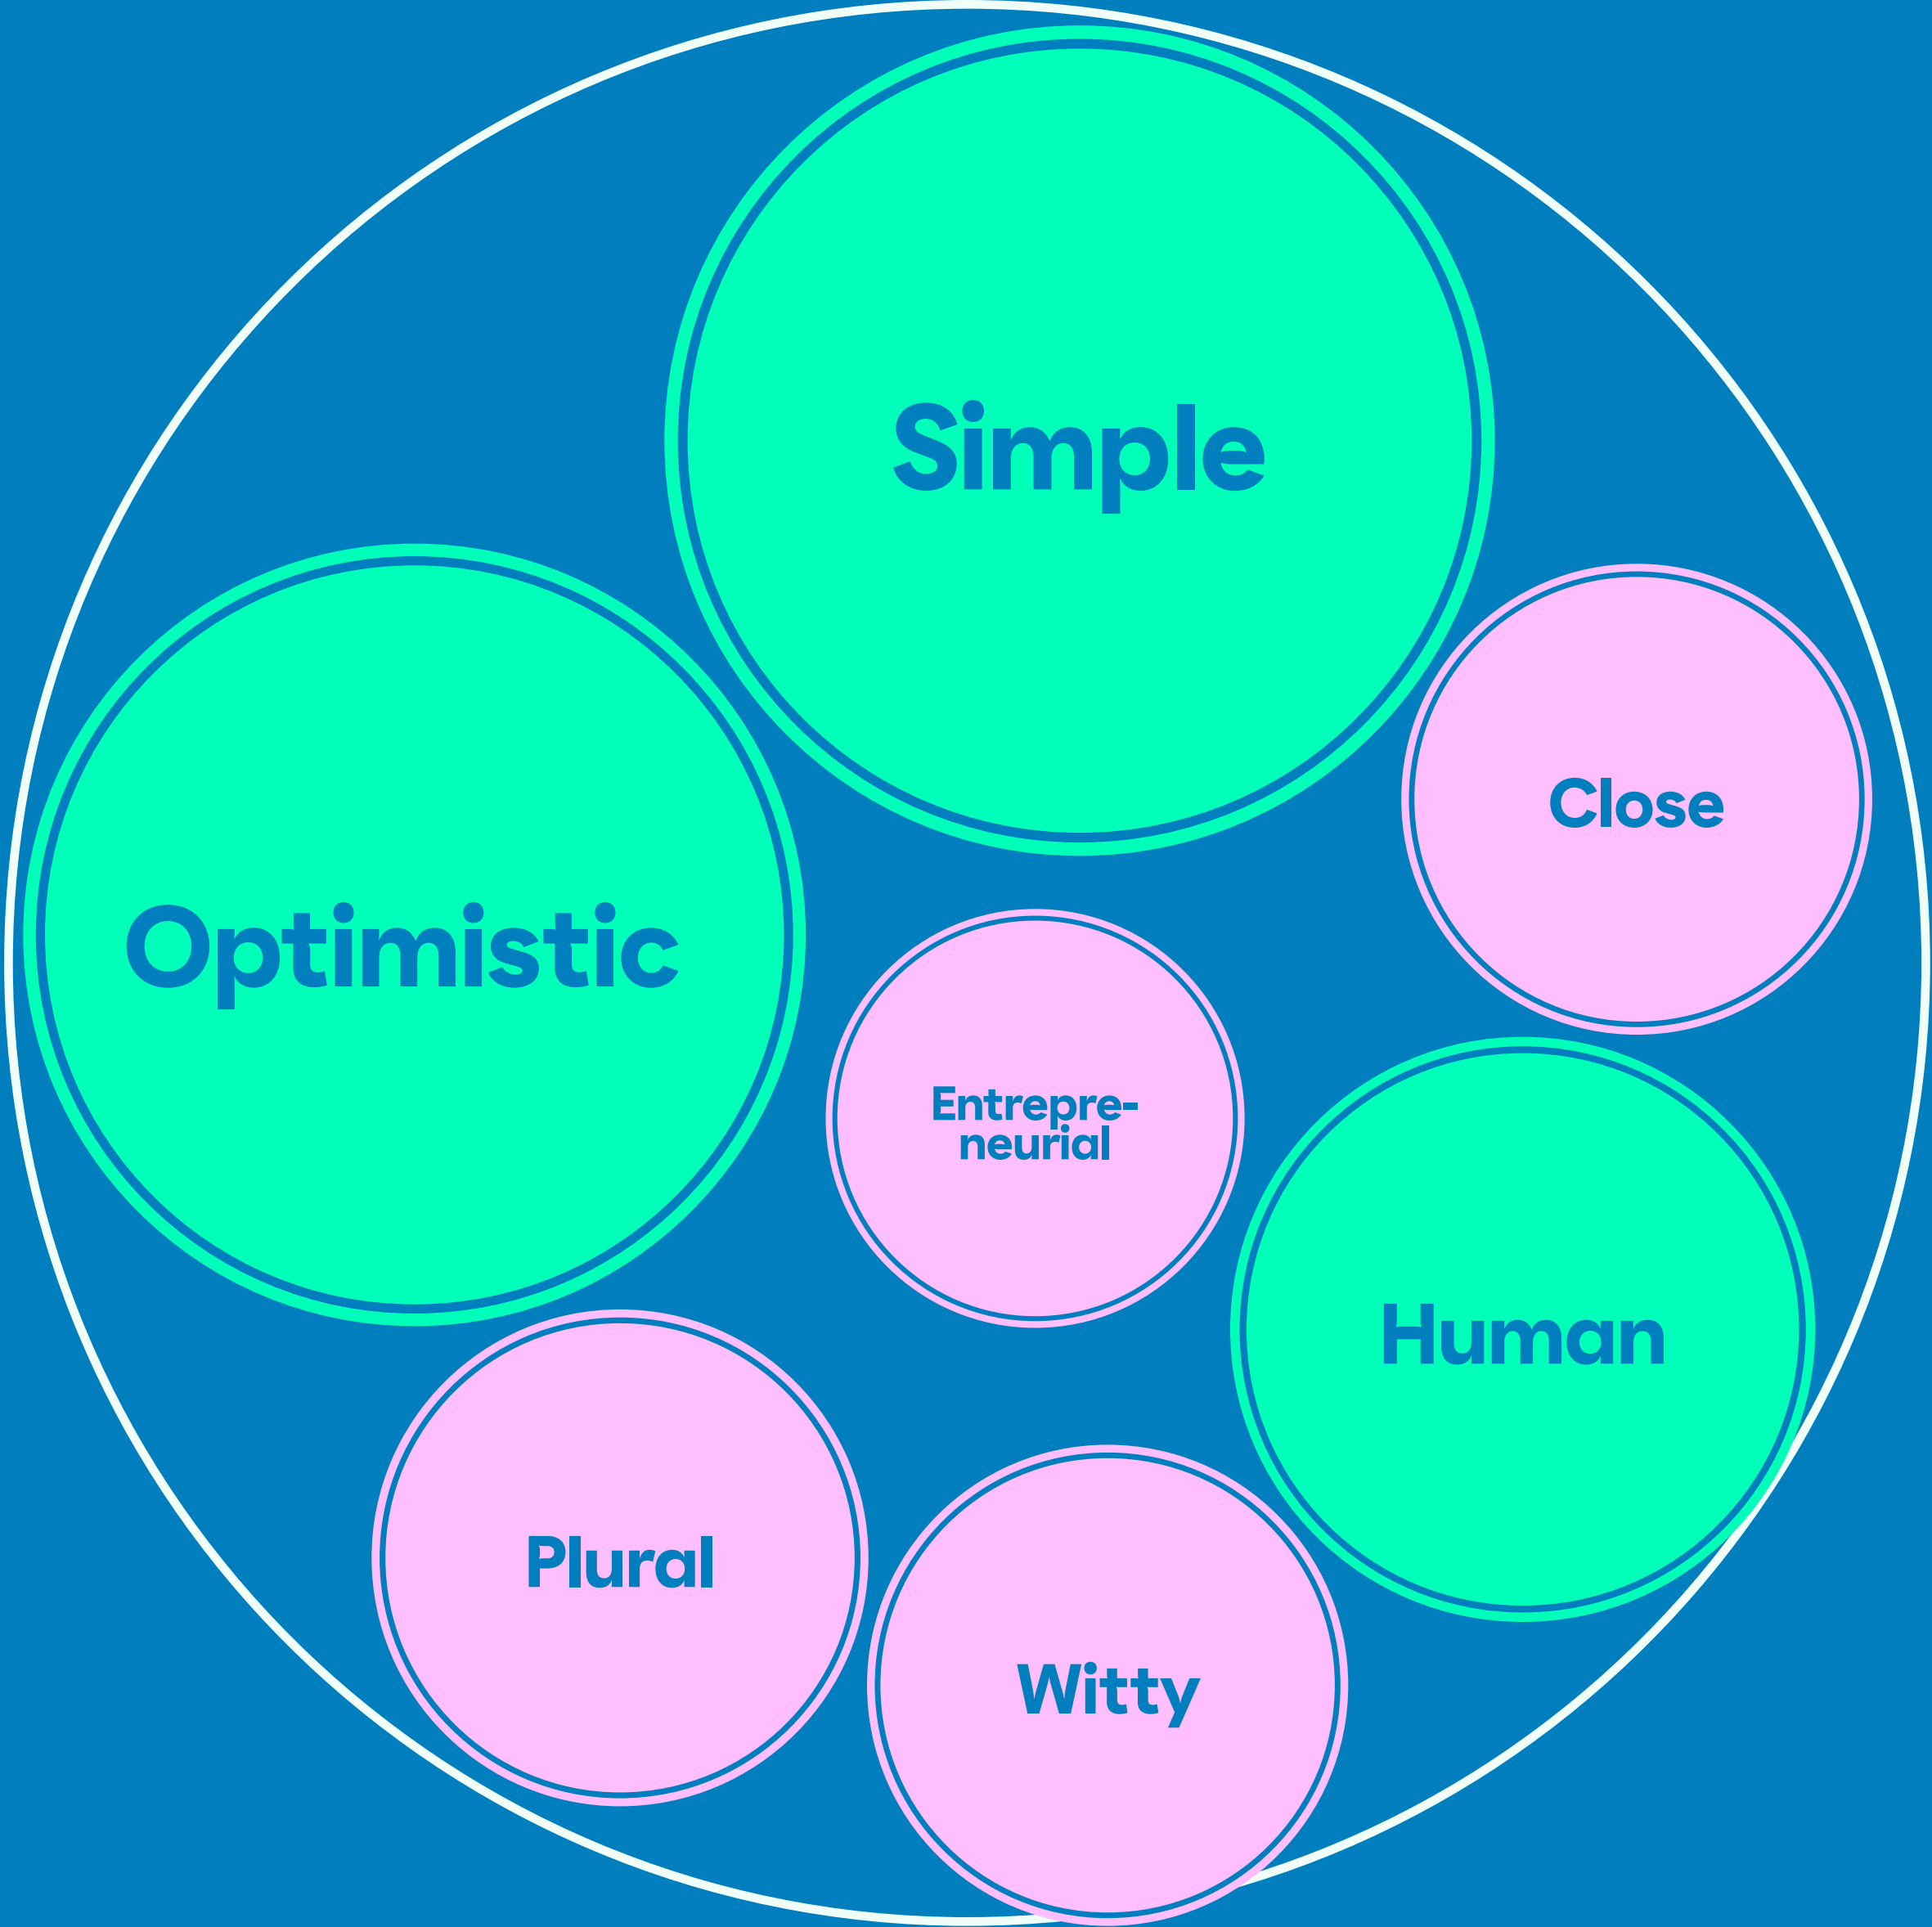 Simple
Close
Optimistic
Entrepre-
neurial
Human
Plural
Witty